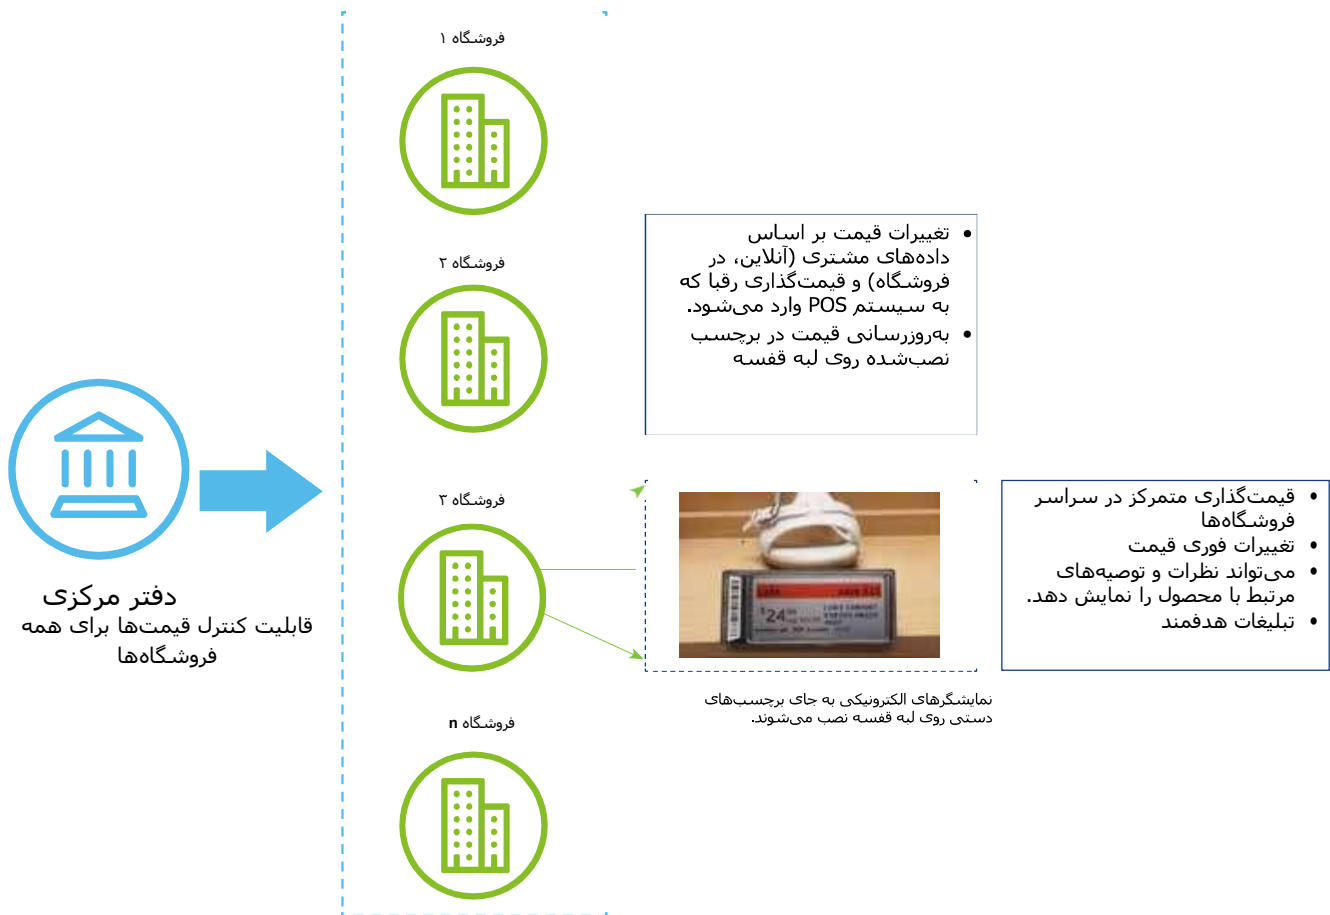 فروشگاه ۱
فروشگاه ۲
تغییرات قیمت بر اساس
داده‌های مشتری (آنلاین، در
فروشگاه) و قیمت‌گذاری رقبا که
به سیستم POS وارد می‌شود.
به‌روزرسانی قیمت در برچسب
نصب‌شده روی لبه قفسه
دفتر مرکزی
قابلیت کنترل قیمت‌ها برای همه
فروشگاه‌ها
فروشگاه ۳
$24
قیمت‌گذاری متمرکز در سراسر
فروشگاه‌ها
تغییرات فوری قیمت
می‌تواند نظرات و توصیه‌های
مرتبط با محصول را نمایش دهد.
تبلیغات هدفمند
نمایشگرهای الکترونیکی به جای برچسب‌های
دستی روی لبه قفسه نصب می‌شوند.
فروشگاه n